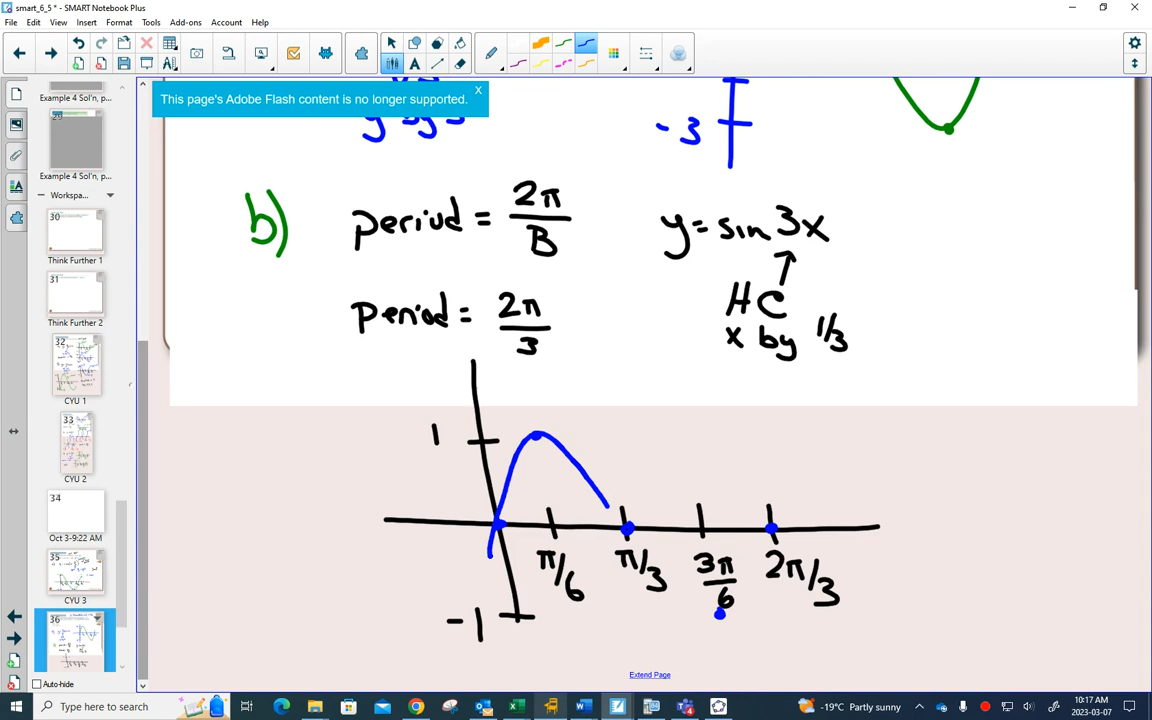 smart_6_5 * - SMART Notebook Plus
File Edit View Insert Format Tools Add-ons Account Help
This page's Adobe Flash content is no longer supported. X
Example 4 Sol'n, p...
29
Example 4 Sol'n, p...
Workspa...
30
Think Further 1
31
Think Further 2
32
CYU 1
33
CYU 2
34
Oct 3-9:22 AM
35
CYU 3
36
Auto-hide
y by 3
-3
b) period = 2π/B y = sin 3x
period = 2π/3 HC
x by 1/3
1
π/6 π/3 3π/6 2π/3
-1
Extend Page
Type here to search
-19°C Partly sunny
10:17 AM
2023-03-07